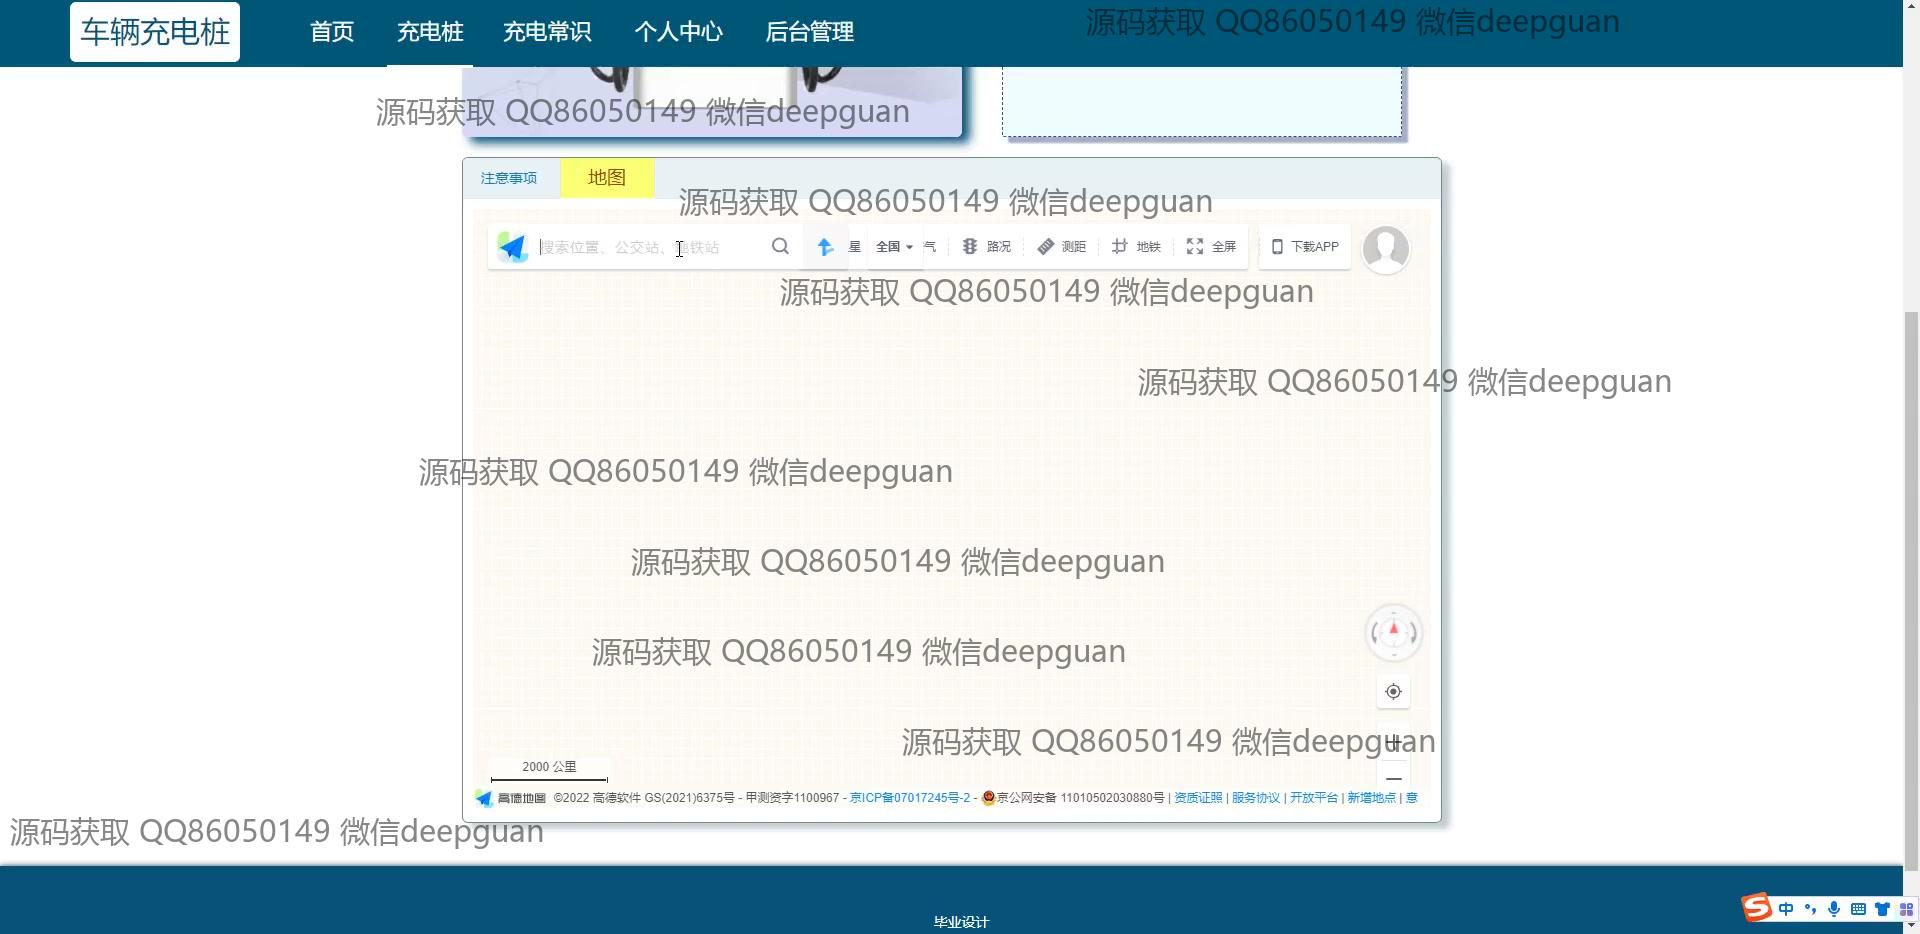 车辆充电桩 首页 充电桩 充电常识 个人中心 后台管理
源码获取 QQ86050149 微信deepguan
源码获取 QQ86050149 微信deepguan
注意事项 地图
源码获取 QQ86050149 微信deepguan
搜索位置、公交站、地铁站 星 全国 气 路况 测距 地铁 全屏 下载APP
源码获取 QQ86050149 微信deepguan
源码获取 QQ86050149 微信deepguan
源码获取 QQ86050149 微信deepguan
源码获取 QQ86050149 微信deepguan
源码获取 QQ86050149 微信deepguan
源码获取 QQ86050149 微信deepguan
2000 公里
高德地图 ©2022 高德软件 GS(2021)6375号 - 甲测资字1100967 - 京ICP备07017245号-2 - 京公网安备 11010502030880号 | 资质证照 | 服务协议 | 开放平台 | 新增地点 | 意
源码获取 QQ86050149 微信deepguan
中
毕业设计